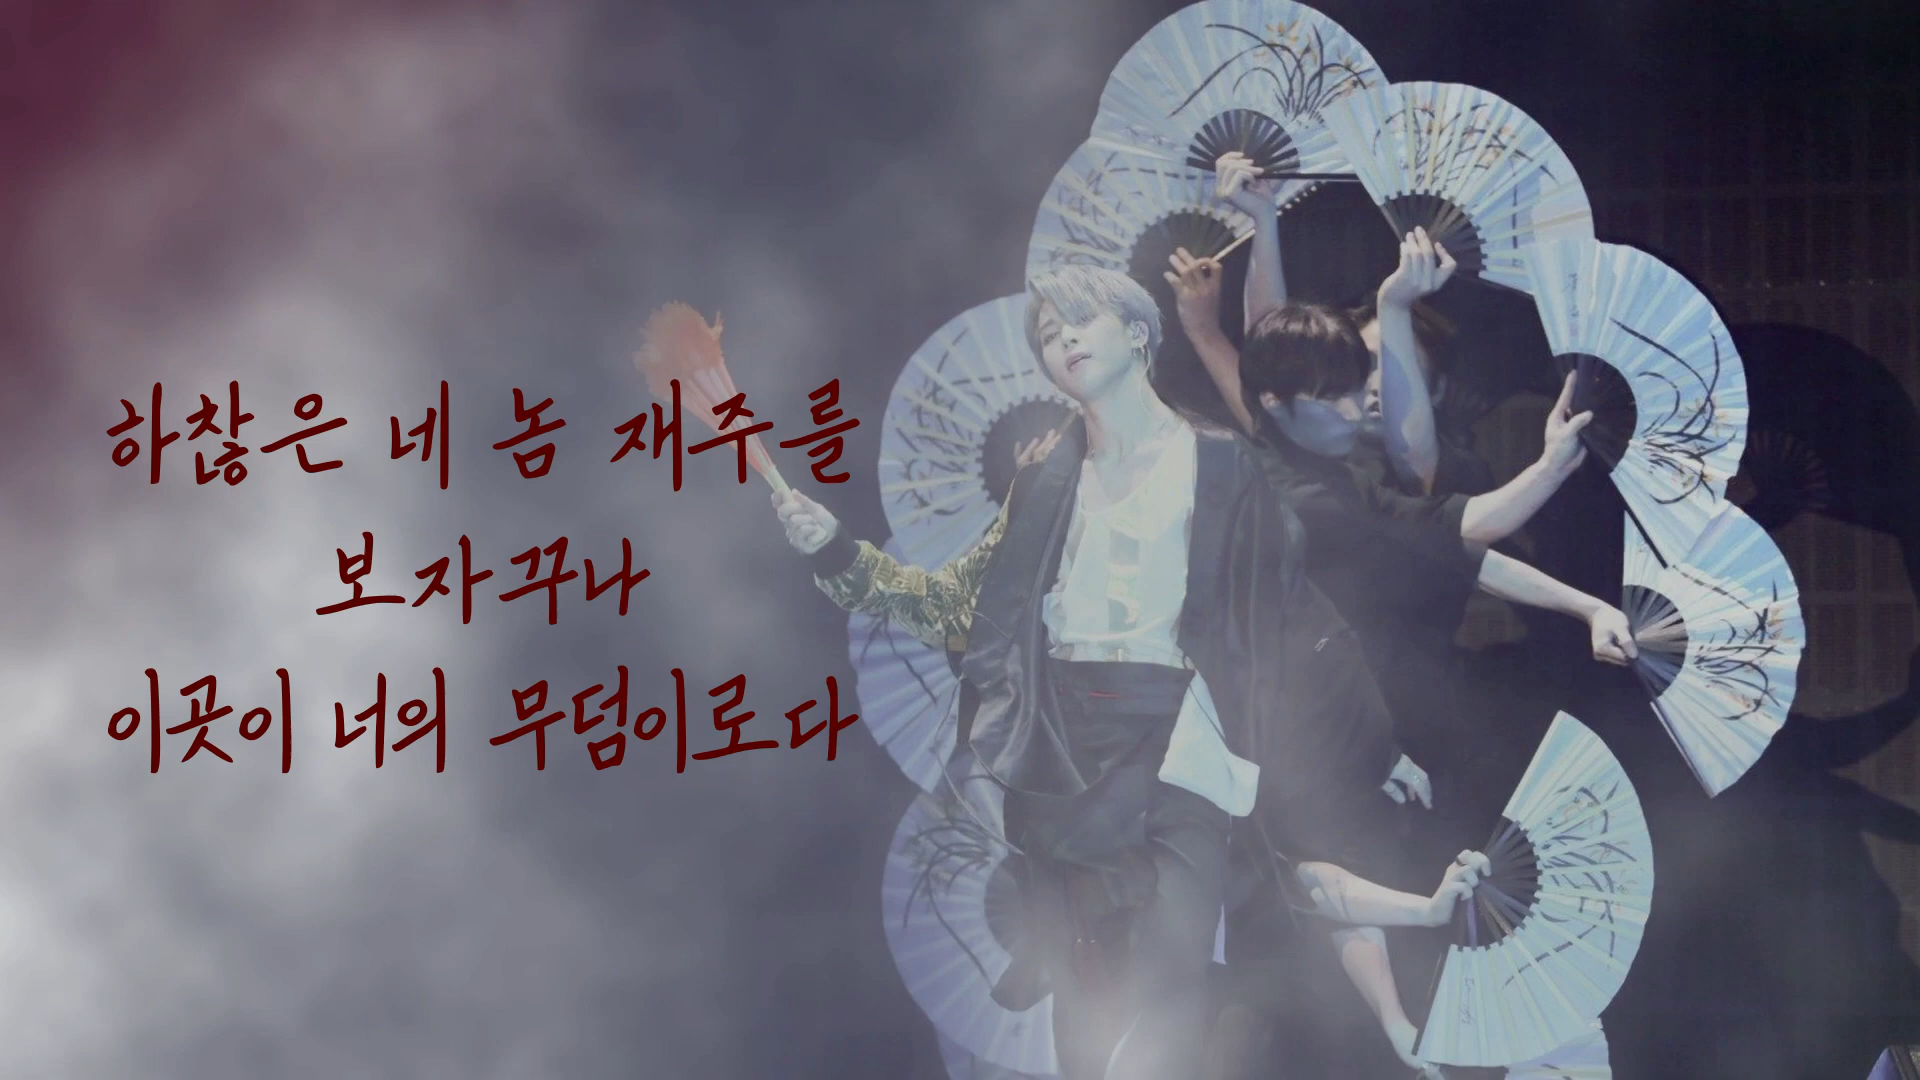 하찮은 네 놈 재주를
보자꾸나
이곳이 너의 무덤이로다